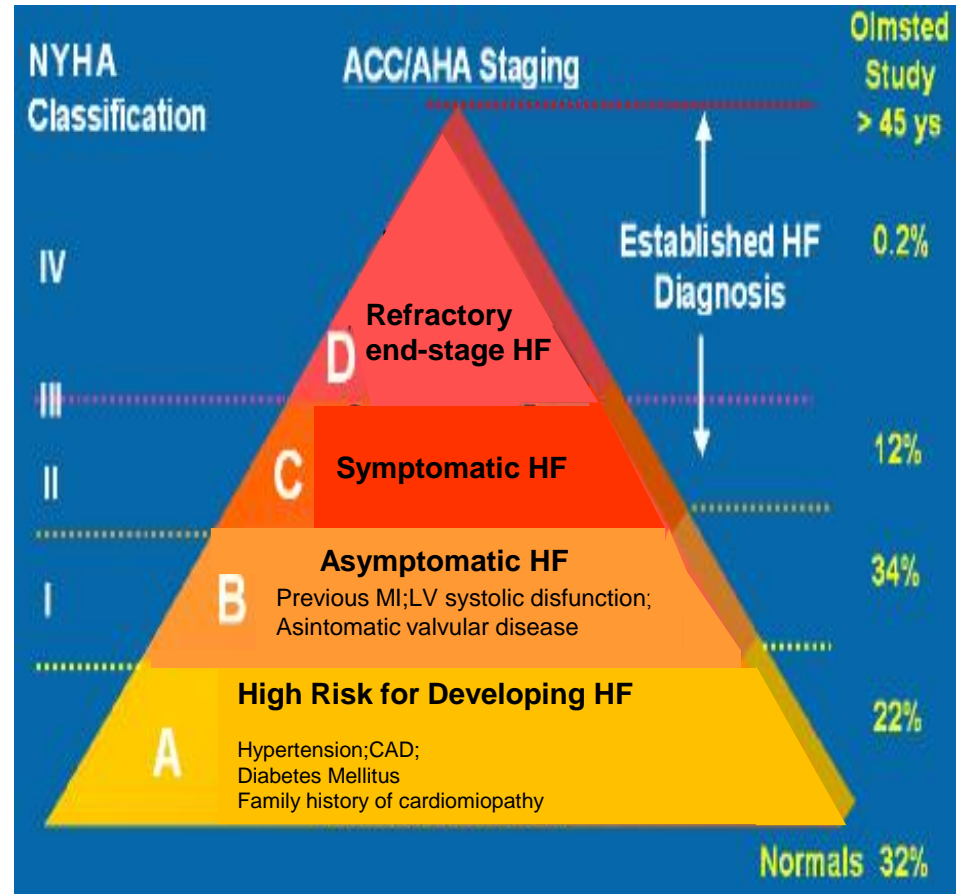 NYHA
Classification
ACC/AHA Staging
Olmsted
Study
> 45 ys
IV
Established HF
Diagnosis
0.2%
Refractory
end-stage HF
D
III
C
Symptomatic HF
II
12%
Asymptomatic HF
B
Previous MI;LV systolic disfunction;
Asintomatic valvular disease
I
34%
High Risk for Developing HF
A
Hypertension;CAD;
Diabetes Mellitus
Family history of cardiomiopathy
22%
Normals 32%